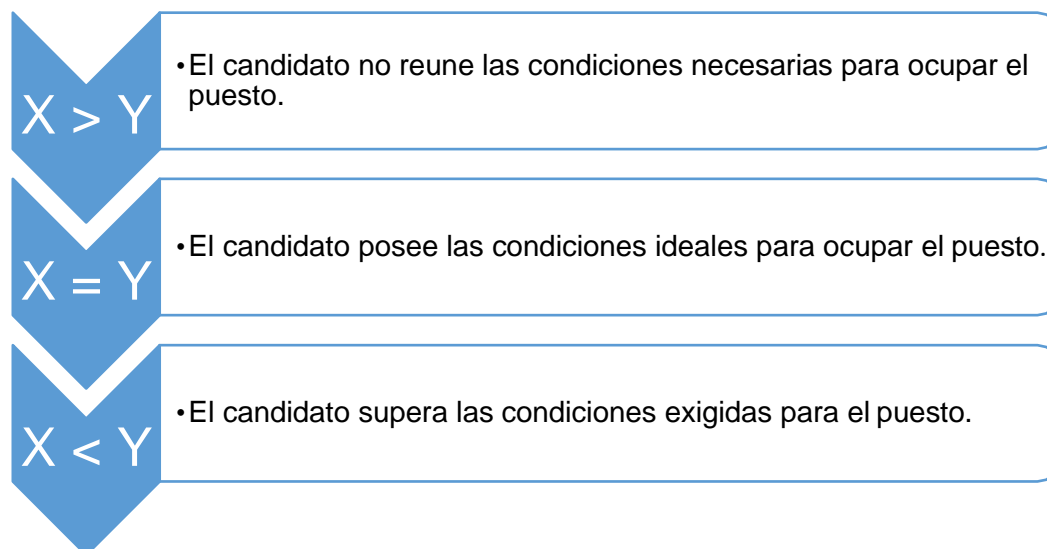 X > Y
•El candidato no reune las condiciones necesarias para ocupar el
puesto.
X = Y
•El candidato posee las condiciones ideales para ocupar el puesto.
X < Y
•El candidato supera las condiciones exigidas para el puesto.